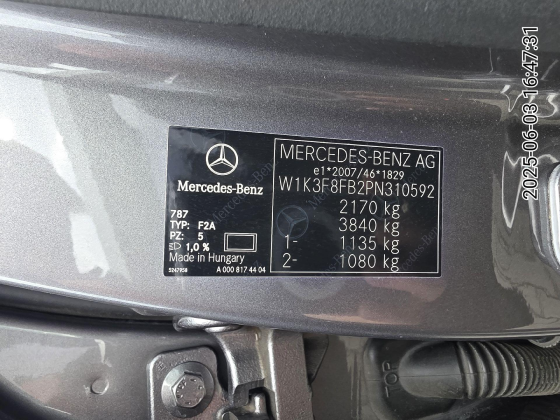 2025-06-03 16:47:31
Mercedes-Benz
787
TYP: F2A
PZ: 5
1,0 %
Made in Hungary
5247958
A 000 817 44 04
MERCEDES-BENZ AG
e1*2007/46*1829
W1K3F8FB2PN310592
2170 kg
3840 kg
1- 1135 kg
2- 1080 kg
TOP